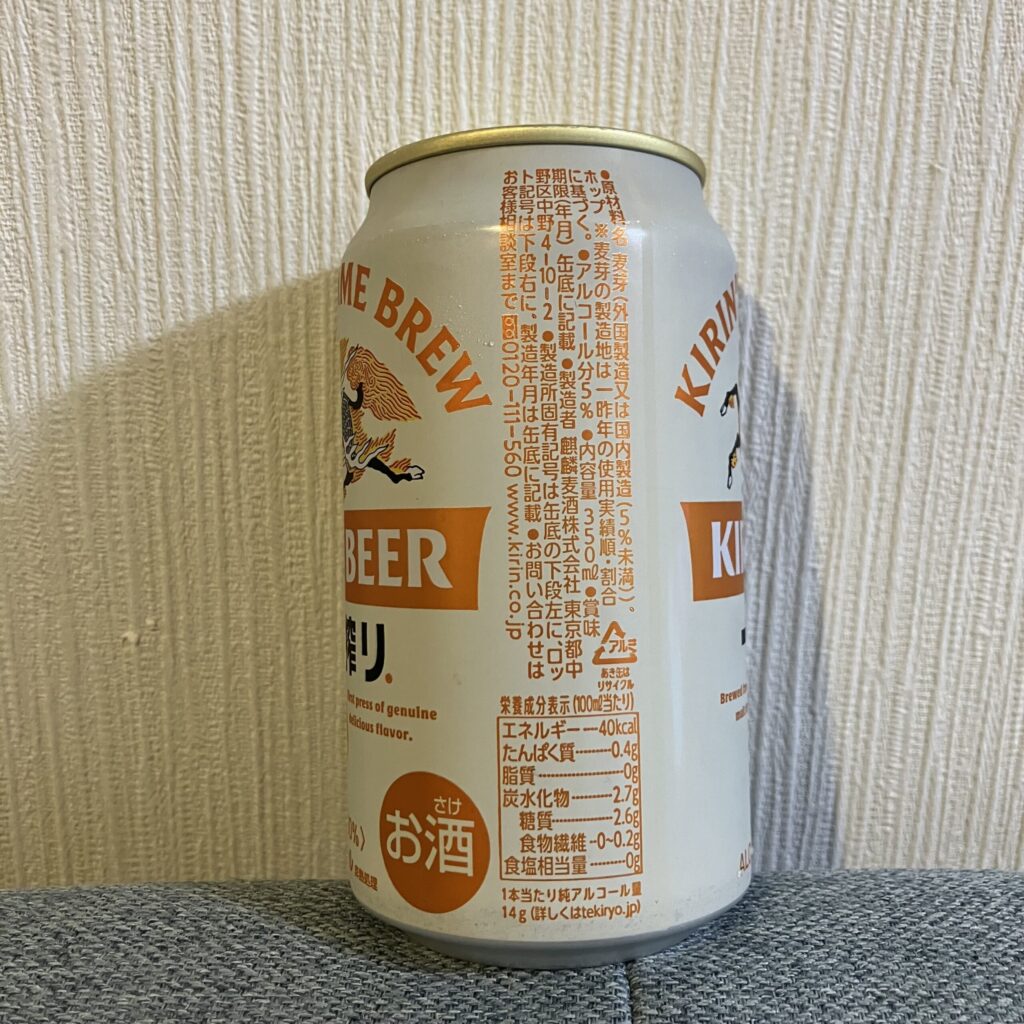 ME BREW
BEER
搾り。
st press of genuine
delicious flavor.
0%)
熱処理
さけ
お酒
●原材料名 麦芽(外国製造又は国内製造(5%未満))、
ホップ ※麦芽の製造地は一昨年の使用実績順・割合
に基づく。●アルコール分5% ●内容量 350㎖ ●賞味
期限(年月) 缶底に記載 ●製造者 麒麟麦酒株式会社 東京都中
野区中野4-10-2 ●製造所固有記号は缶底の下段左に、ロッ
ト記号は下段右に、製造年月は缶底に記載 ●お問い合わせは
お客様相談室まで 0120-111-560 www.kirin.co.jp
アルミ
あき缶は
リサイクル
栄養成分表示(100㎖当たり)
エネルギー---40kcal
たんぱく質--------0.4g
脂質----------------0g
炭水化物----------2.7g
糖質--------------2.6g
食物繊維--0~0.2g
食塩相当量--------0g
1本当たり純アルコール量
14g(詳しくはtekiryo.jp)
KIRIN
KI
Brewed
AL